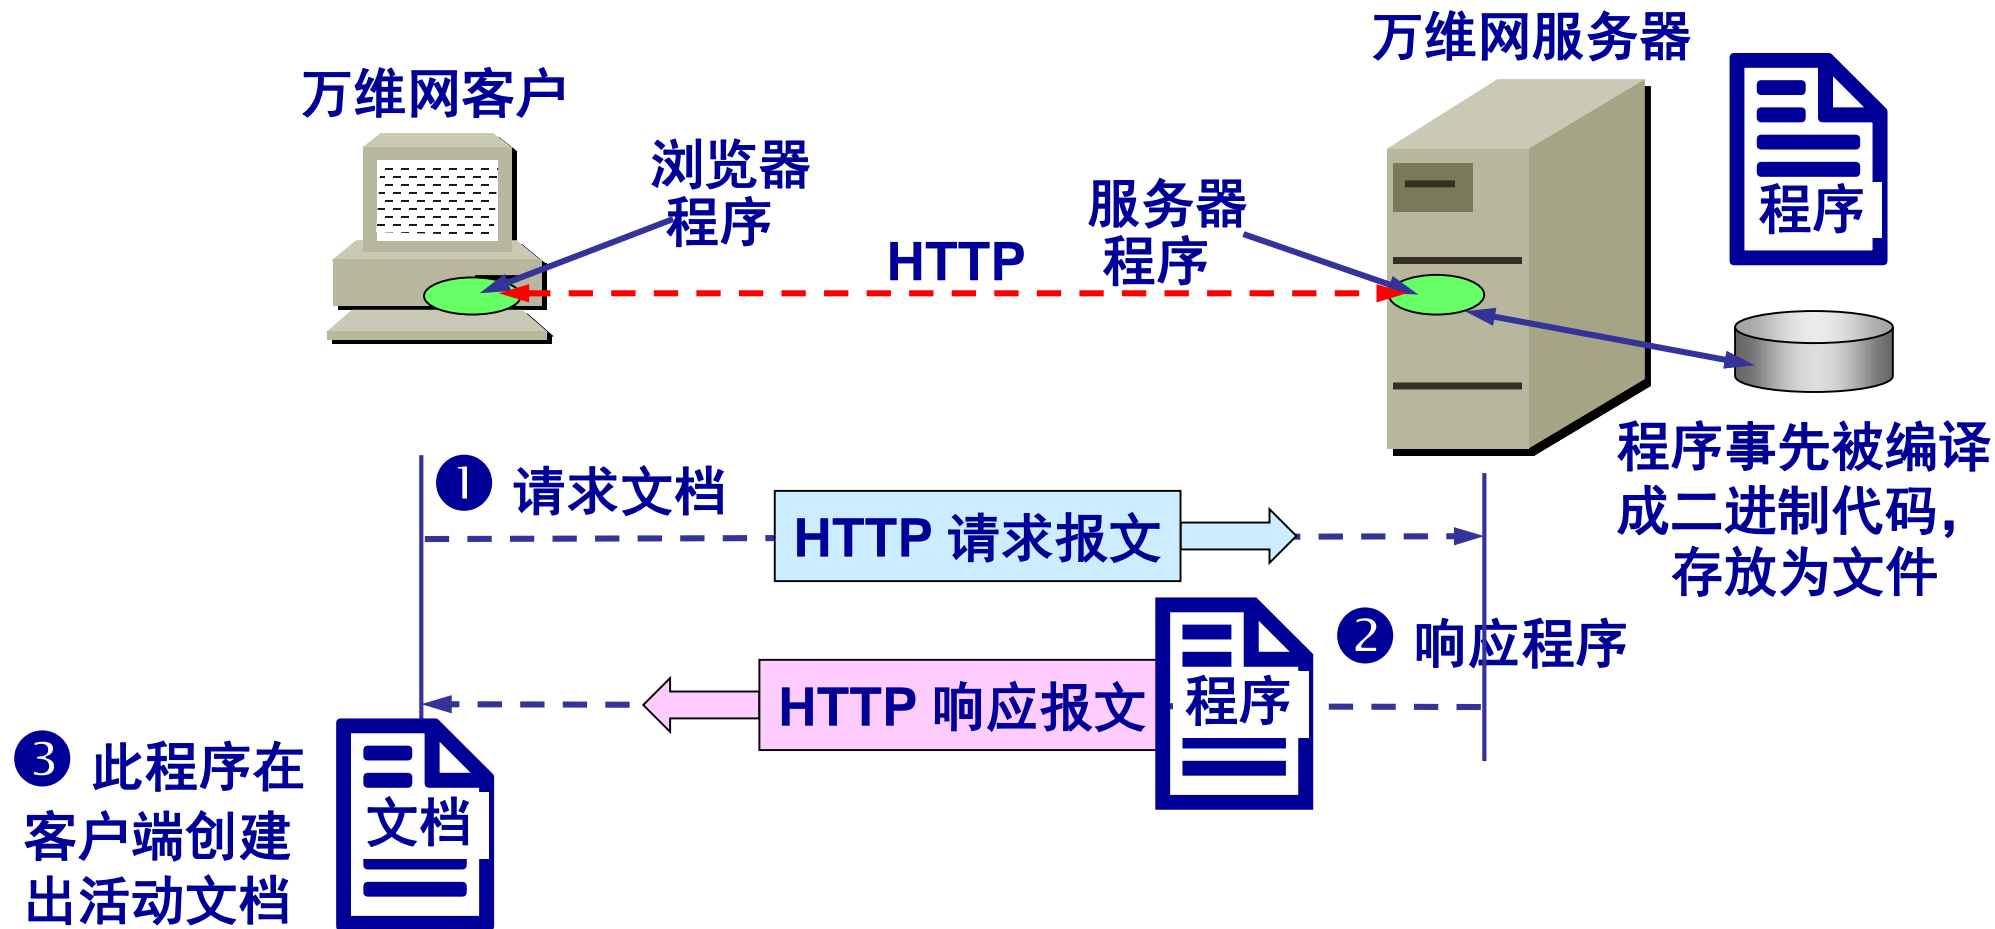 万维网客户
万维网服务器
浏览器
程序
服务器
程序
HTTP
程序
程序事先被编译
成二进制代码，
存放为文件
❶ 请求文档
HTTP 请求报文
❷ 响应程序
HTTP 响应报文
程序
❸ 此程序在
客户端创建
出活动文档
文档